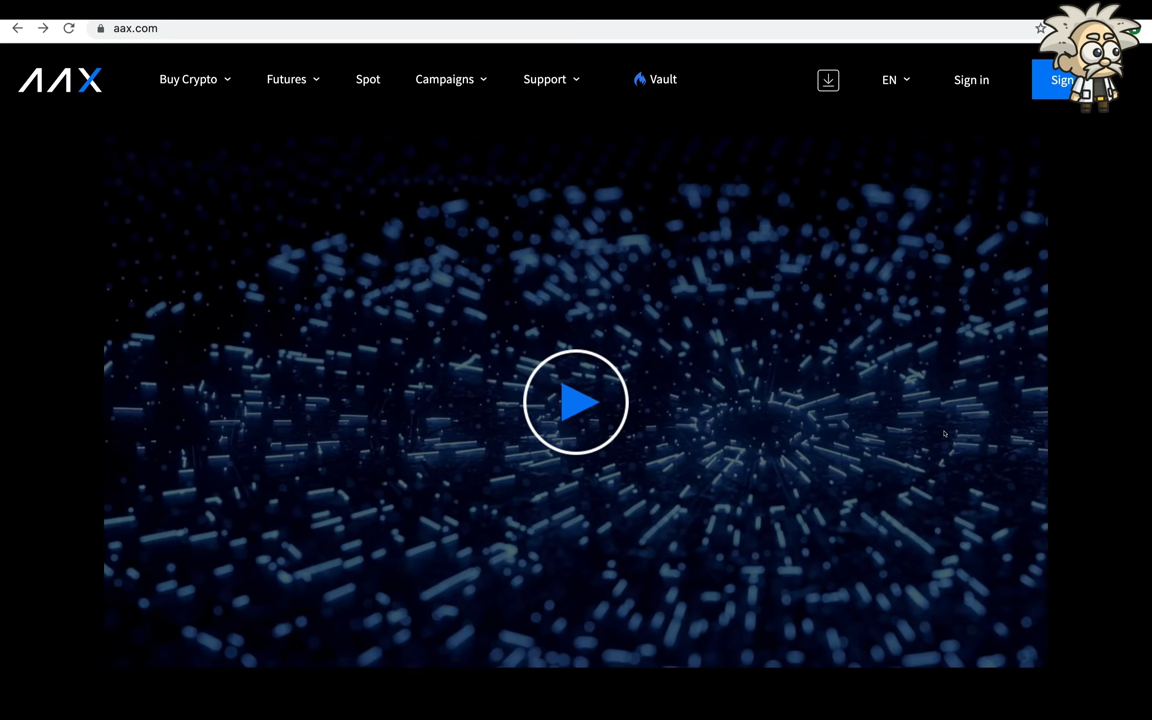 aax.com
AAX
Buy Crypto
Futures
Spot
Campaigns
Support
Vault
EN
Sign in
Sign